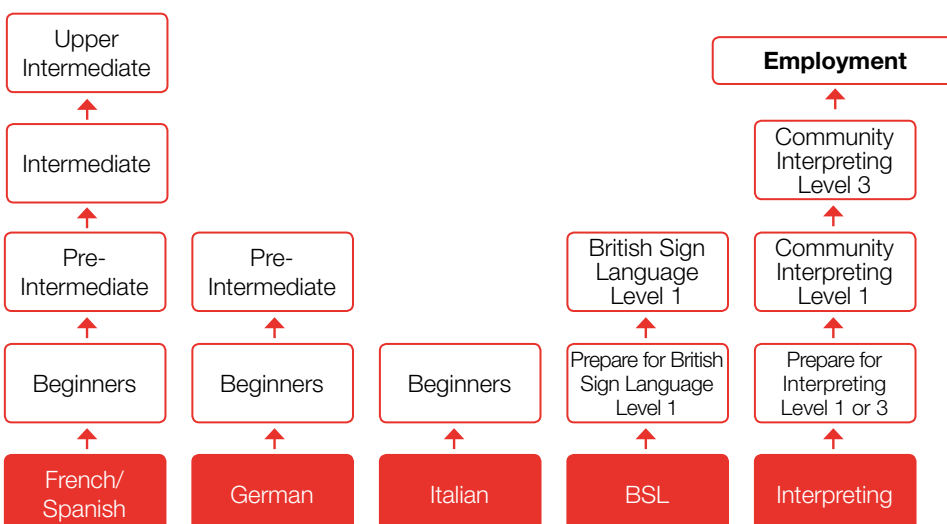 Upper
Intermediate
Employment
Intermediate
Community
Interpreting
Level 3
Pre-
Intermediate
Pre-
Intermediate
British Sign
Language
Level 1
Community
Interpreting
Level 1
Beginners
Beginners
Beginners
Prepare for British
Sign Language
Level 1
Prepare for
Interpreting
Level 1 or 3
French/
Spanish
German
Italian
BSL
Interpreting